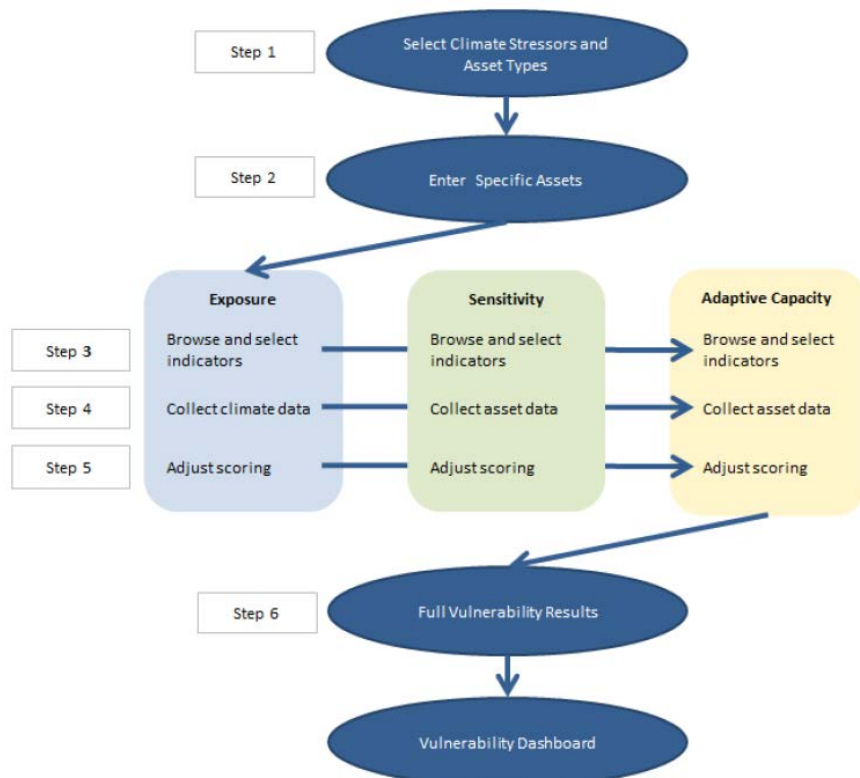 Step 1
Select Climate Stressors and
Asset Types
Step 2
Enter Specific Assets
Exposure
Sensitivity
Adaptive Capacity
Step 3
Browse and select
indicators
Browse and select
indicators
Browse and select
indicators
Step 4
Collect climate data
Collect asset data
Collect asset data
Step 5
Adjust scoring
Adjust scoring
Adjust scoring
Step 6
Full Vulnerability Results
Vulnerability Dashboard